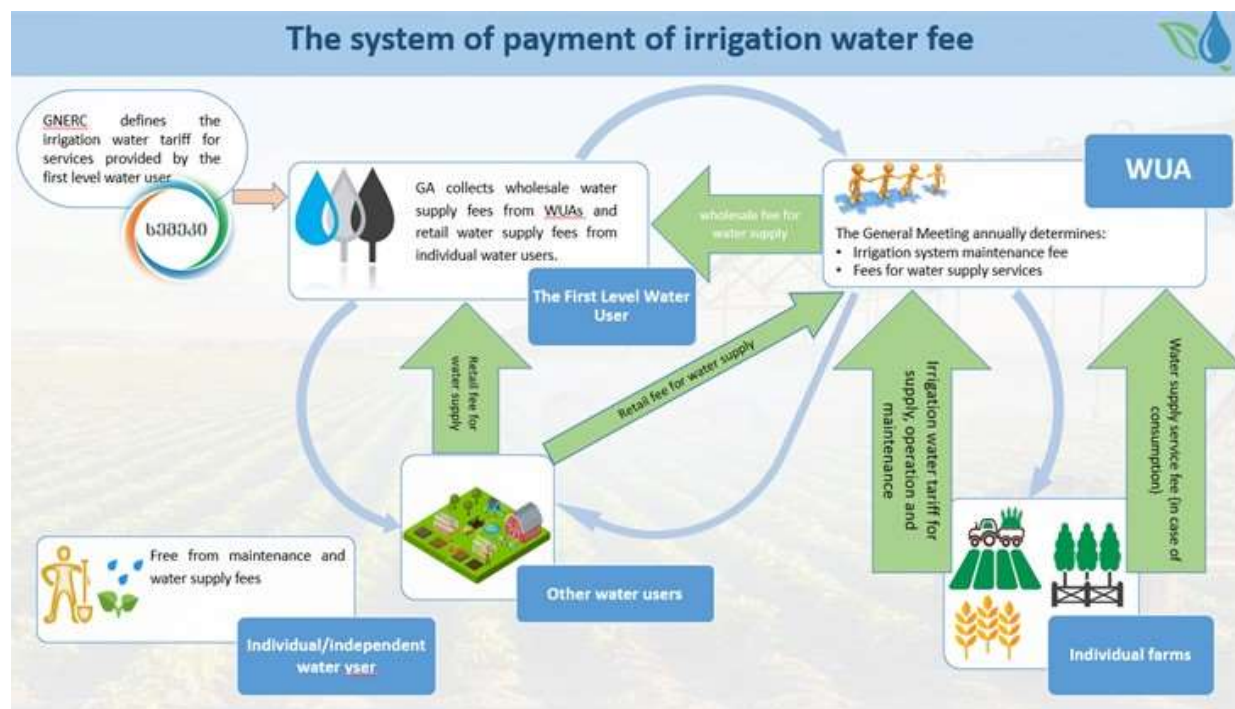 The system of payment of irrigation water fee
GNERC defines the
irrigation water tariff for
services provided by the
first level water user
სემეკი
GA collects wholesale water
supply fees from WUAs and
retail water supply fees from
individual water users.
The First Level Water
User
wholesale fee for
water supply
WUA
The General Meeting annually determines:
• Irrigation system maintenance fee
• Fees for water supply services
Retail fee for
water supply
Retail fee for water supply
Irrigation water tariff for
supply, operation and
maintenance
Water supply service fee (in case of
consumption)
Free from maintenance and
water supply fees
Individual/independent
water yser
Other water users
Individual farms